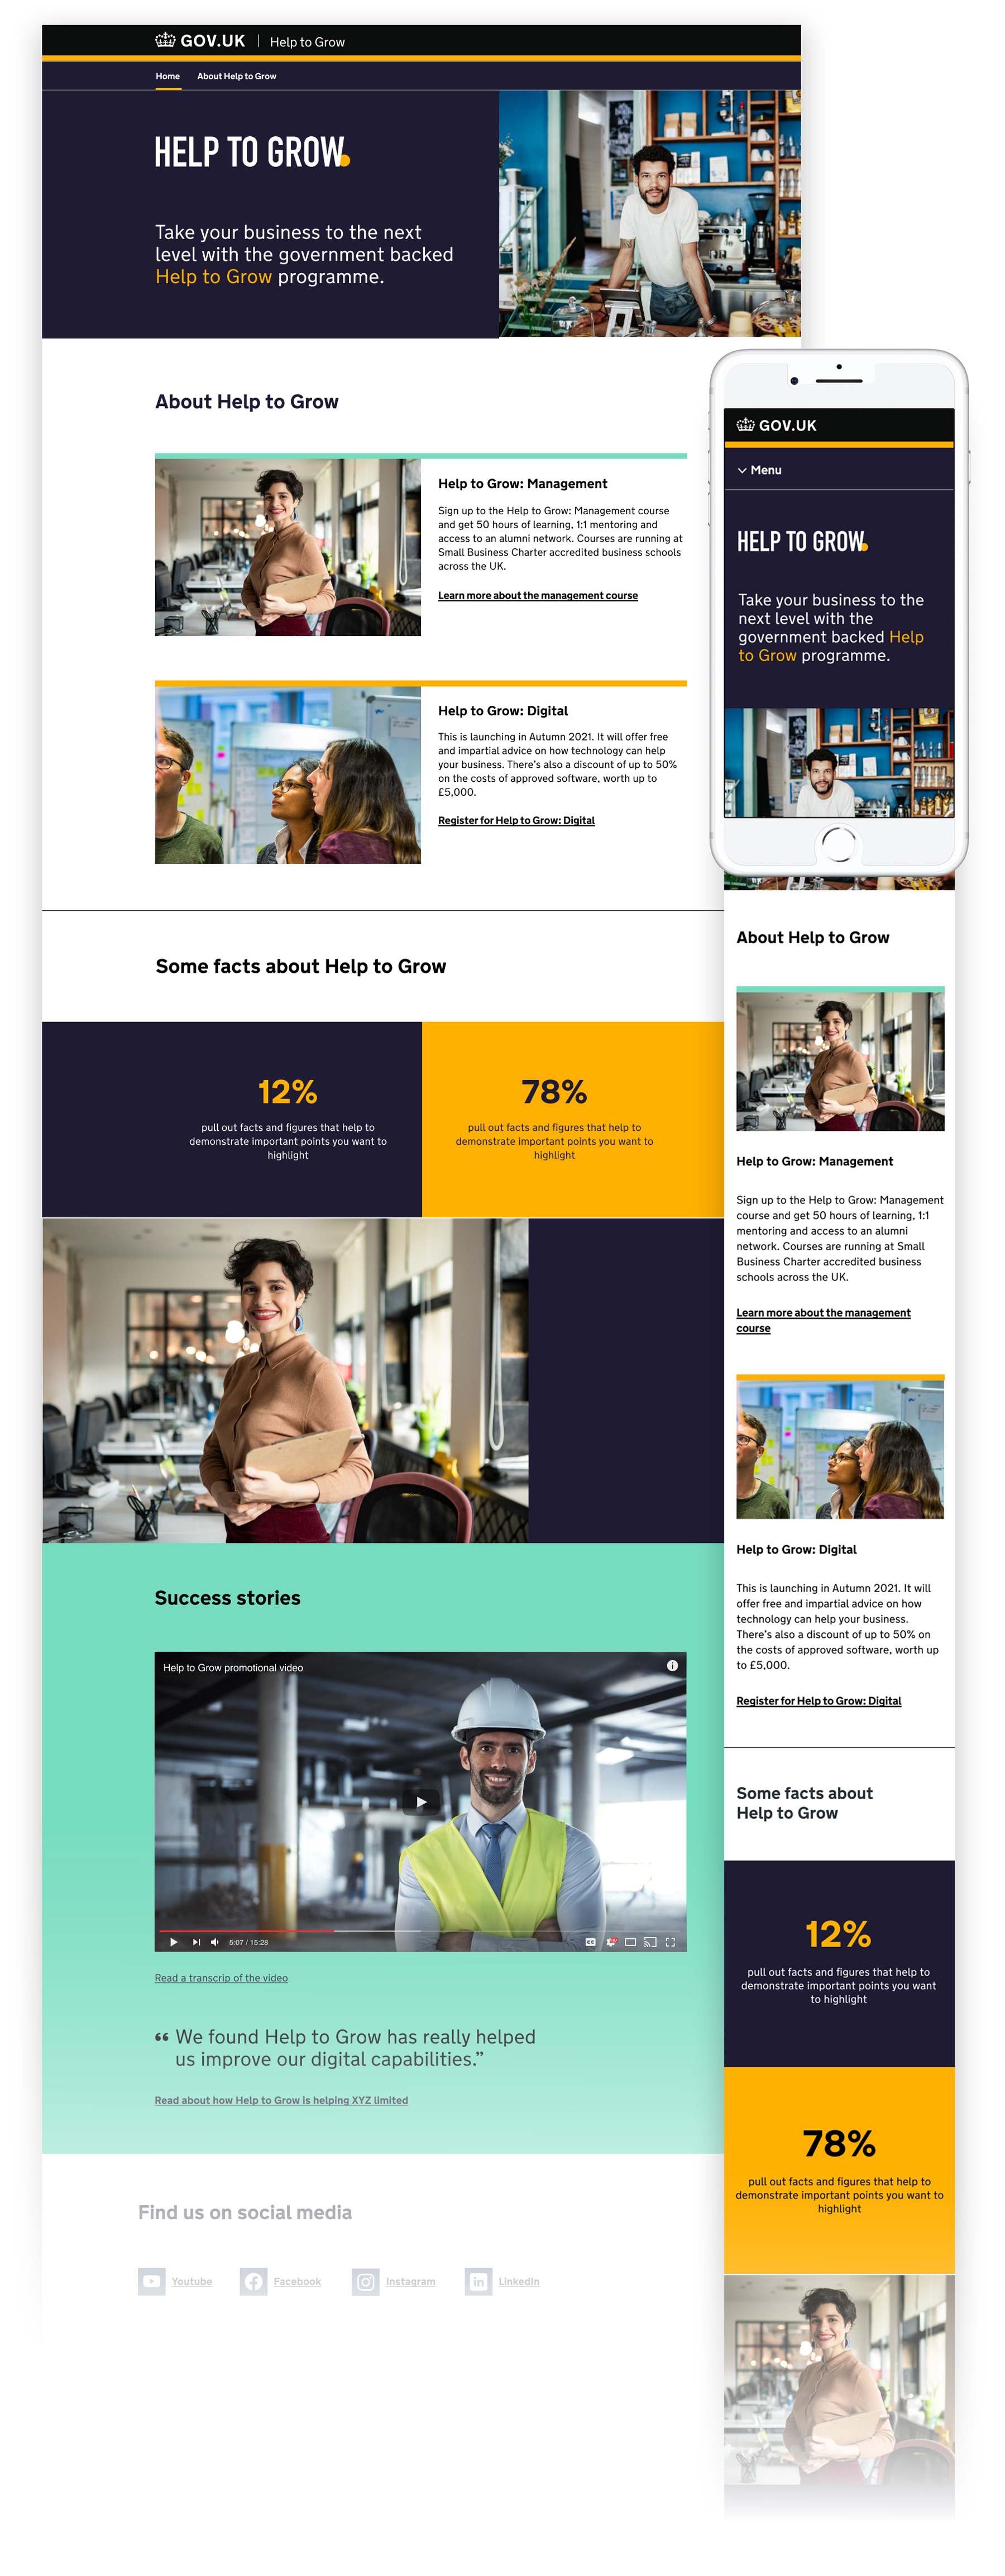 GOV.UK | Help to Grow
Home About Help to Grow
HELP TO GROW.
Take your business to the next
level with the government backed
Help to Grow programme.
About Help to Grow
Help to Grow: Management
Sign up to the Help to Grow: Management course
and get 50 hours of learning, 1:1 mentoring and
access to an alumni network. Courses are running at
Small Business Charter accredited business schools
across the UK.
Learn more about the management course
Help to Grow: Digital
This is launching in Autumn 2021. It will offer free
and impartial advice on how technology can help
your business. There's also a discount of up to 50%
on the costs of approved software, worth up to
£5,000.
Register for Help to Grow: Digital
Some facts about Help to Grow
12%
pull out facts and figures that help to
demonstrate important points you want to
highlight
78%
pull out facts and figures that help to
demonstrate important points you want to
highlight
Success stories
Help to Grow promotional video
5:07 / 15:28
Read a transcrip of the video
“ We found Help to Grow has really helped
us improve our digital capabilities.”
Read about how Help to Grow is helping XYZ limited
Find us on social media
Youtube Facebook Instagram LinkedIn
GOV.UK
Menu
HELP TO GROW.
Take your business to the
next level with the
government backed Help
to Grow programme.
About Help to Grow
Help to Grow: Management
Sign up to the Help to Grow: Management
course and get 50 hours of learning, 1:1
mentoring and access to an alumni
network. Courses are running at Small
Business Charter accredited business
schools across the UK.
Learn more about the management
course
Help to Grow: Digital
This is launching in Autumn 2021. It will
offer free and impartial advice on how
technology can help your business.
There's also a discount of up to 50% on
the costs of approved software, worth up
to £5,000.
Register for Help to Grow: Digital
Some facts about
Help to Grow
12%
pull out facts and figures that help to
demonstrate important points you want
to highlight
78%
pull out facts and figures that help to
demonstrate important points you want to
highlight